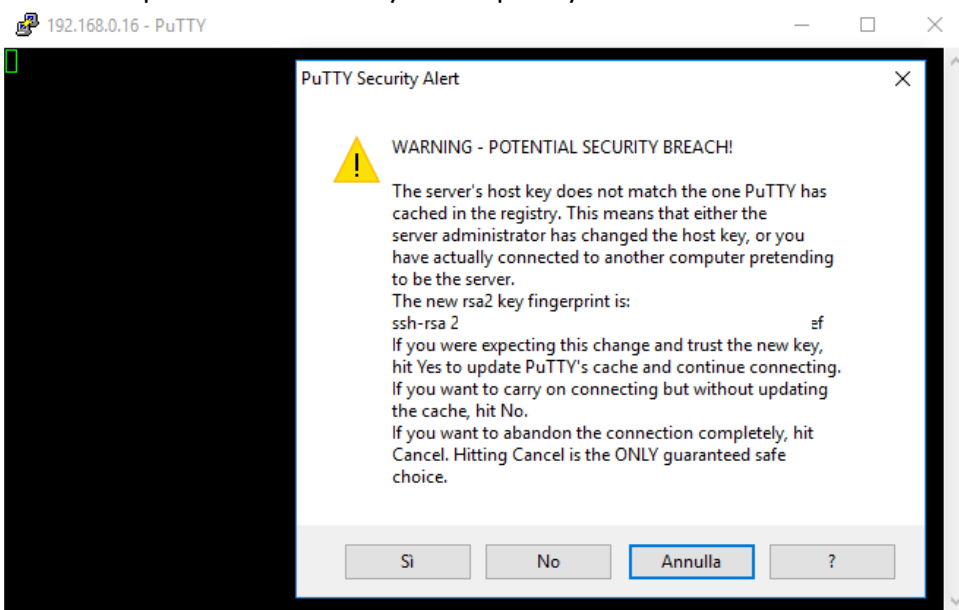 192.168.0.16 - PuTTY
PuTTY Security Alert
WARNING - POTENTIAL SECURITY BREACH!
The server's host key does not match the one PuTTY has
cached in the registry. This means that either the
server administrator has changed the host key, or you
have actually connected to another computer pretending
to be the server.
The new rsa2 key fingerprint is:
ssh-rsa 2 ef
If you were expecting this change and trust the new key,
hit Yes to update PuTTY's cache and continue connecting.
If you want to carry on connecting but without updating
the cache, hit No.
If you want to abandon the connection completely, hit
Cancel. Hitting Cancel is the ONLY guaranteed safe
choice.
Sì No Annulla ?